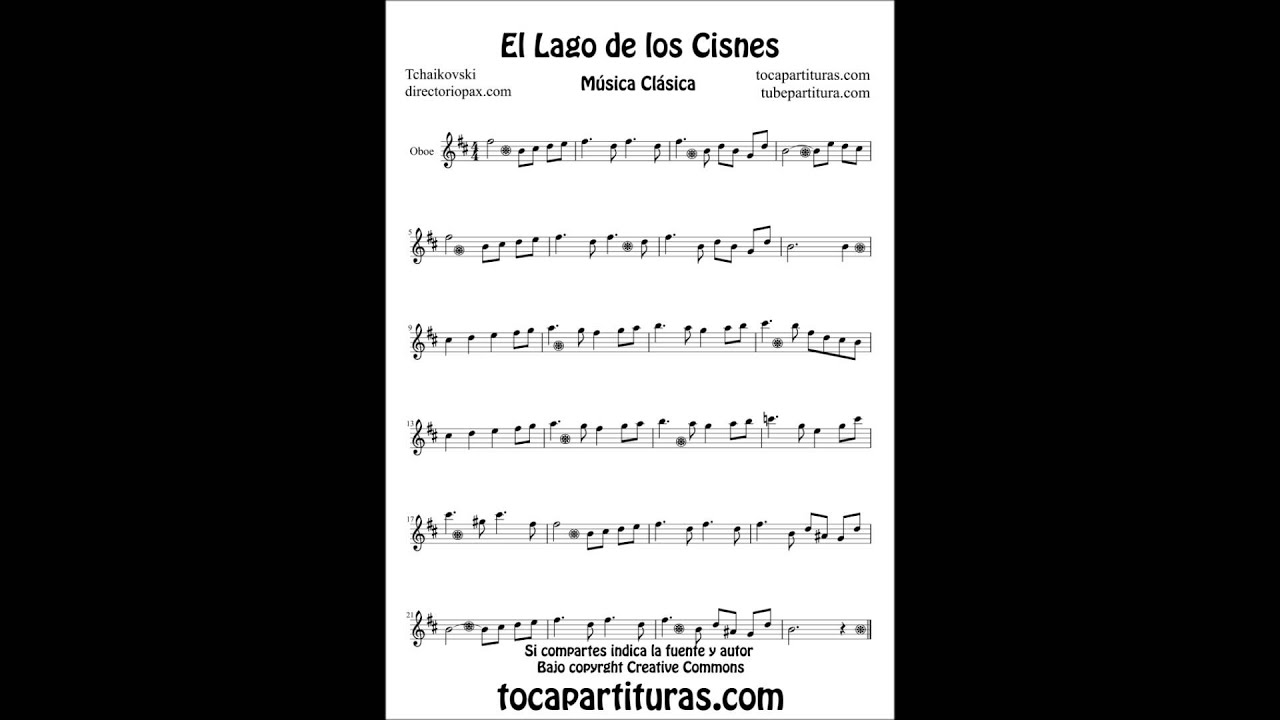 El Lago de los Cisnes
Tchaikovski
directoriopax.com
Música Clásica
tocapartituras.com
tubepartitura.com
Oboe
5
9
13
17
21
Si compartes indica la fuente y autor
Bajo copyrght Creative Commons
tocapartituras.com